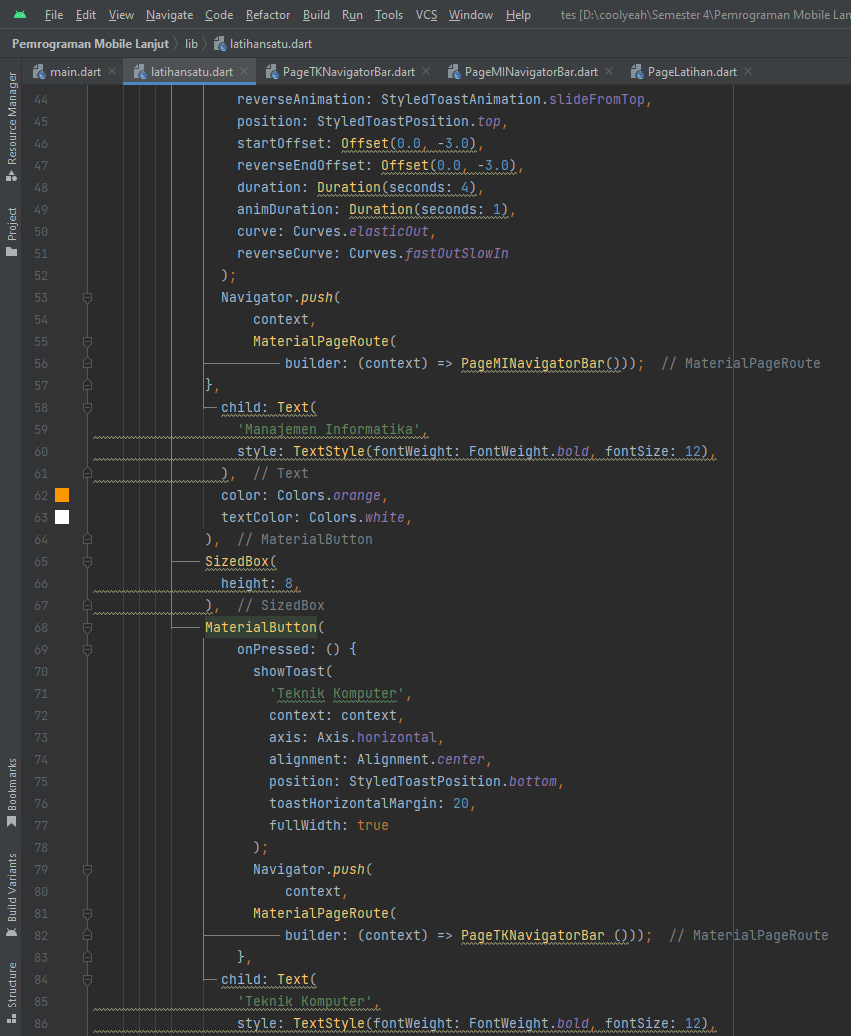 File Edit View Navigate Code Refactor Build Run Tools VCS Window Help tes [D:\coolyeah\Semester 4\Pemrograman Mobile Lan
Pemrograman Mobile Lanjut lib latihansatu.dart
main.dart latihansatu.dart PageTKNavigatorBar.dart PageMINavigatorBar.dart PageLatihan.dart
Resource Manager
Project
Bookmarks
Build Variants
Structure
44 reverseAnimation: StyledToastAnimation.slideFromTop,
45 position: StyledToastPosition.top,
46 startOffset: Offset(0.0, -3.0),
47 reverseEndOffset: Offset(0.0, -3.0),
48 duration: Duration(seconds: 4),
49 animDuration: Duration(seconds: 1),
50 curve: Curves.elasticOut,
51 reverseCurve: Curves.fastOutSlowIn
52 );
53 Navigator.push(
54 context,
55 MaterialPageRoute(
56 builder: (context) => PageMINavigatorBar())); // MaterialPageRoute
57 },
58 child: Text(
59 'Manajemen Informatika',
60 style: TextStyle(fontWeight: FontWeight.bold, fontSize: 12),
61 ), // Text
62 color: Colors.orange,
63 textColor: Colors.white,
64 ), // MaterialButton
65 SizedBox(
66 height: 8,
67 ), // SizedBox
68 MaterialButton(
69 onPressed: () {
70 showToast(
71 'Teknik Komputer',
72 context: context,
73 axis: Axis.horizontal,
74 alignment: Alignment.center,
75 position: StyledToastPosition.bottom,
76 toastHorizontalMargin: 20,
77 fullWidth: true
78 );
79 Navigator.push(
80 context,
81 MaterialPageRoute(
82 builder: (context) => PageTKNavigatorBar ())); // MaterialPageRoute
83 },
84 child: Text(
85 'Teknik Komputer',
86 style: TextStyle(fontWeight: FontWeight.bold, fontSize: 12),